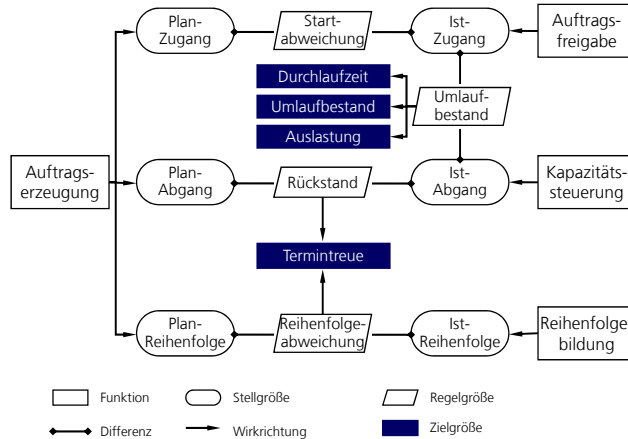 Plan-
Zugang
Start-
abweichung
Ist-
Zugang
Auftrags-
freigabe
Durchlaufzeit
Umlaufbestand
Auslastung
Umlauf-
bestand
Auftrags-
erzeugung
Plan-
Abgang
Rückstand
Ist-
Abgang
Kapazitäts-
steuerung
Termintreue
Plan-
Reihenfolge
Reihenfolge-
abweichung
Ist-
Reihenfolge
Reihenfolge
bildung
Funktion
Stellgröße
Regelgröße
Differenz
Wirkrichtung
Zielgröße